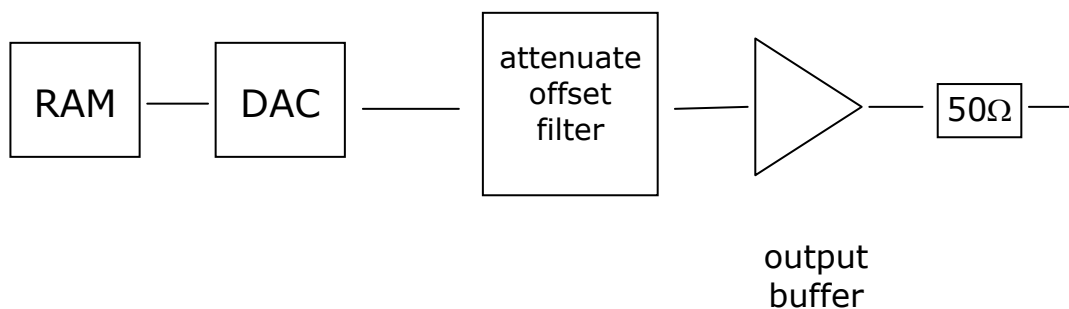 RAM
DAC
attenuate
offset
filter
50Ω
output
buffer